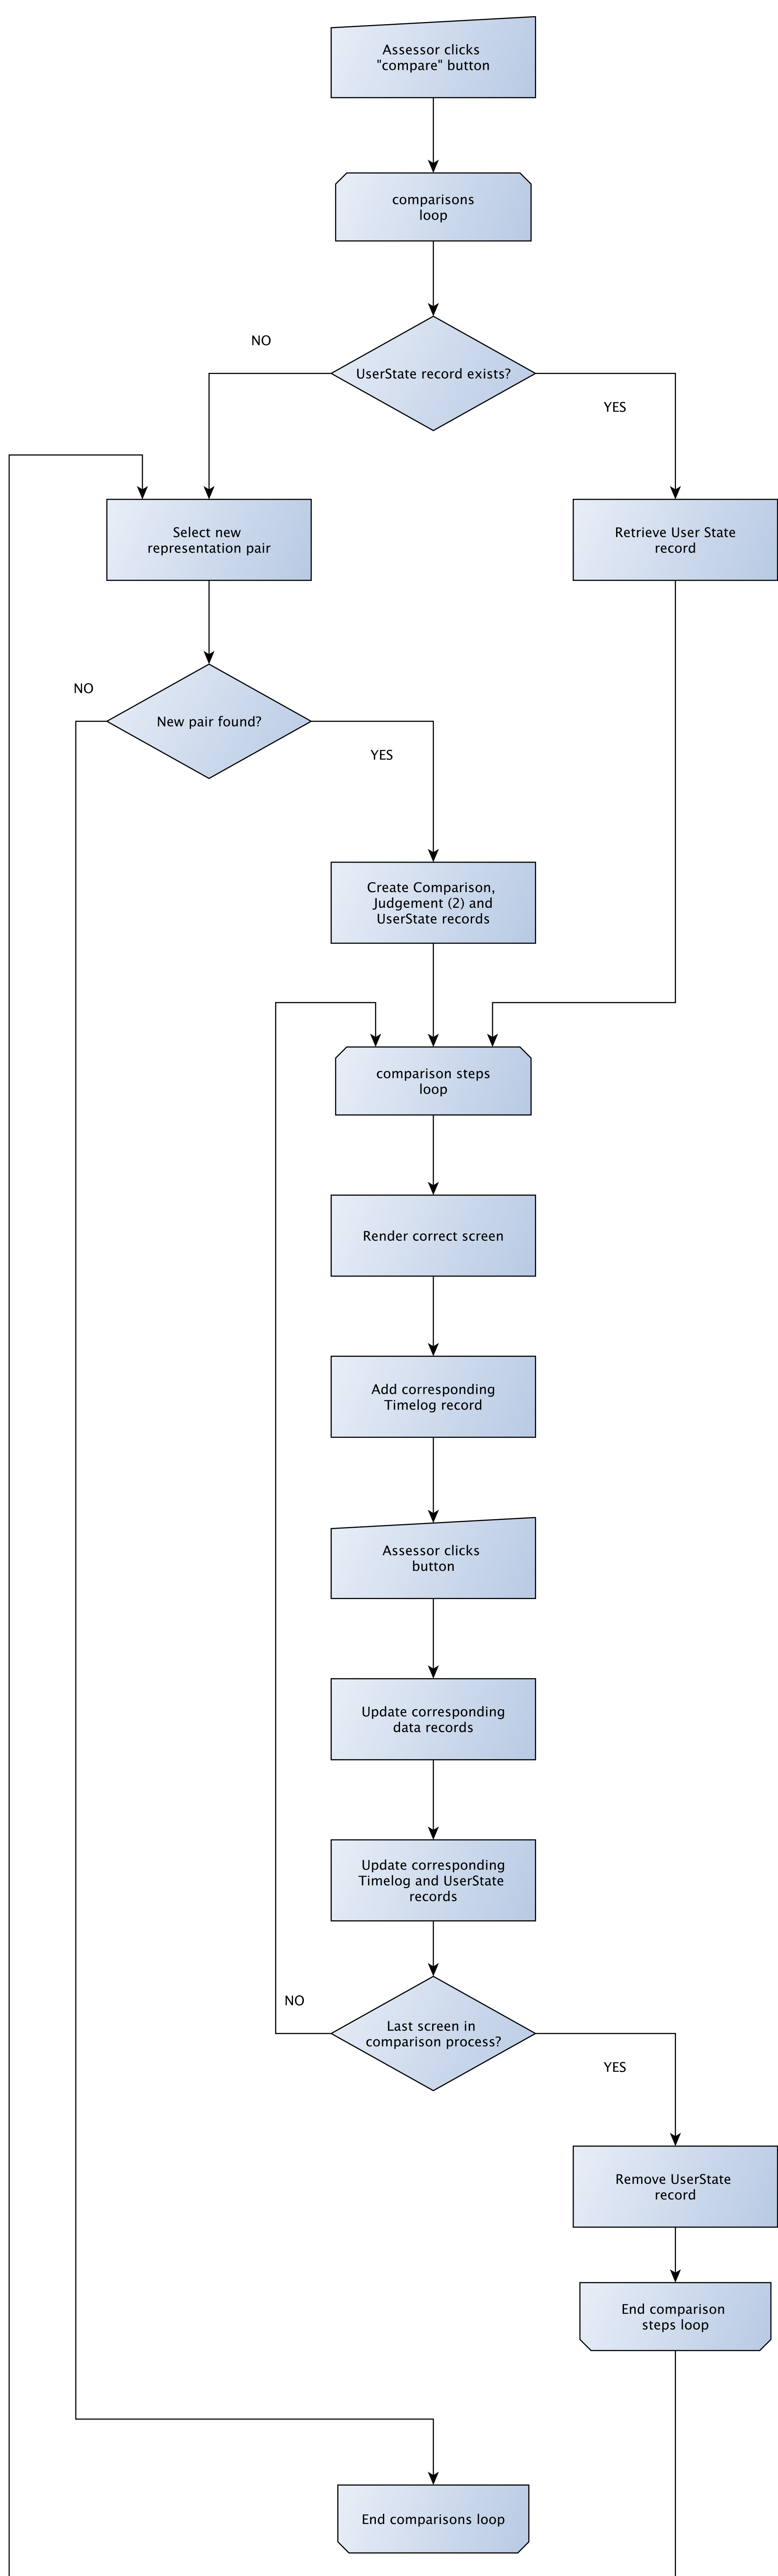 Assessor clicks
"compare" button
comparisons
loop
NO
UserState record exists?
YES
Select new
representation pair
Retrieve User State
record
NO
New pair found?
YES
Create Comparison,
Judgement (2) and
UserState records
comparison steps
loop
Render correct screen
Add corresponding
Timelog record
Assessor clicks
button
Update corresponding
data records
Update corresponding
Timelog and UserState
records
NO
Last screen in
comparison process?
YES
Remove UserState
record
End comparison
steps loop
End comparisons loop